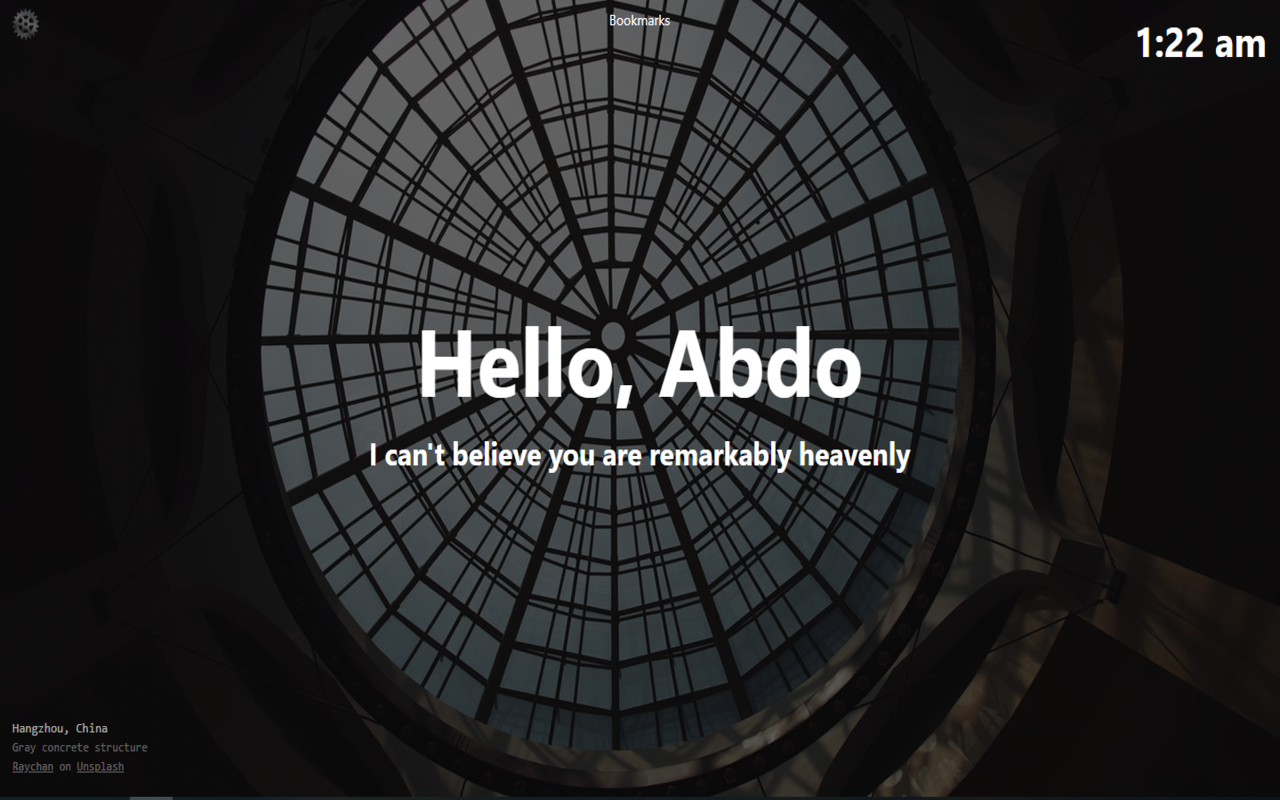 Bookmarks
1:22 am
Hello, Abdo
I can't believe you are remarkably heavenly
Hangzhou, China
Gray concrete structure
Raychan on Unsplash